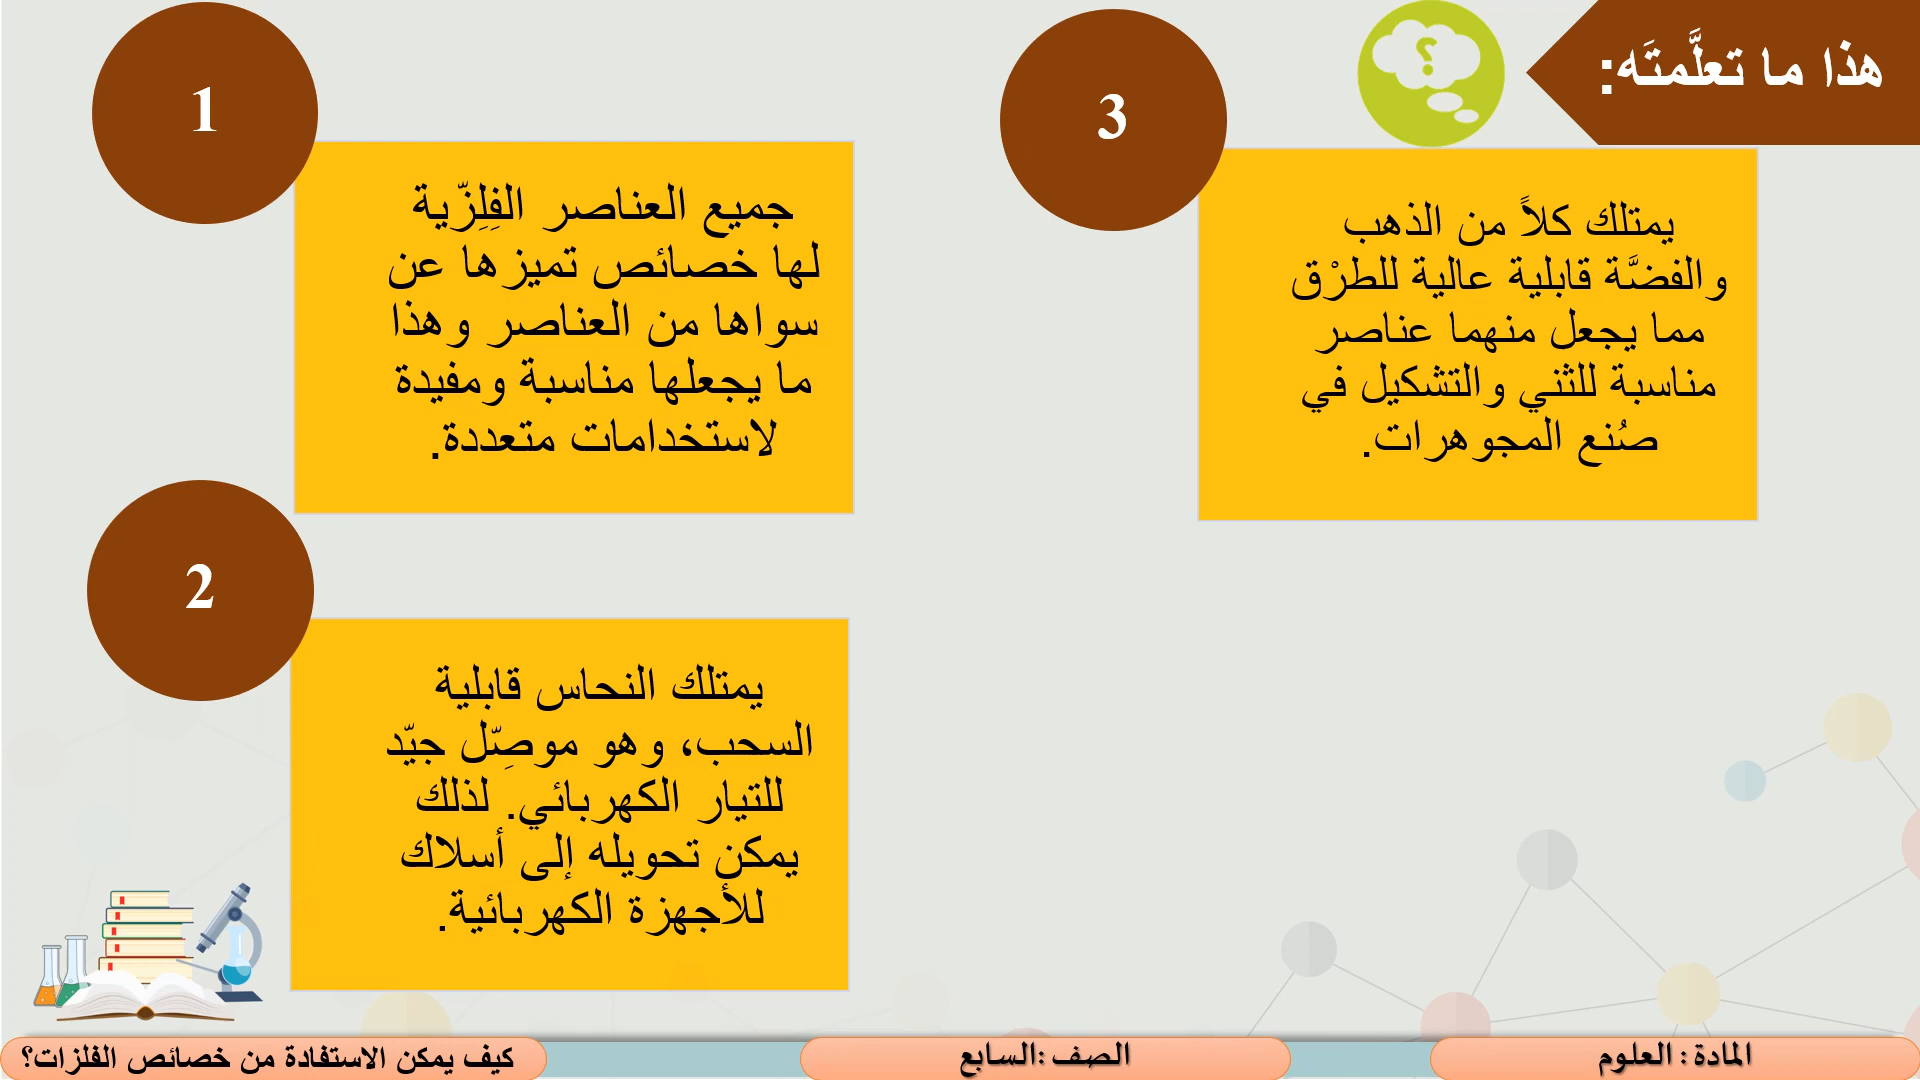 هذا ما تعلَّمتَه:
1
جميع العناصر الفِلِزّية
لها خصائص تميزها عن
سواها من العناصر وهذا
ما يجعلها مناسبة ومفيدة
لاستخدامات متعددة.
2
يمتلك النحاس قابلية
السحب، وهو موصِّل جيّد
للتيار الكهربائي. لذلك
يمكن تحويله إلى أسلاك
للأجهزة الكهربائية.
3
يمتلك كلاً من الذهب
والفضَّة قابلية عالية للطرْق
مما يجعل منهما عناصر
مناسبة للثني والتشكيل في
صُنع المجوهرات.
؟
المادة : العلوم
الصف :السابع
كيف يمكن الاستفادة من خصائص الفلزات؟